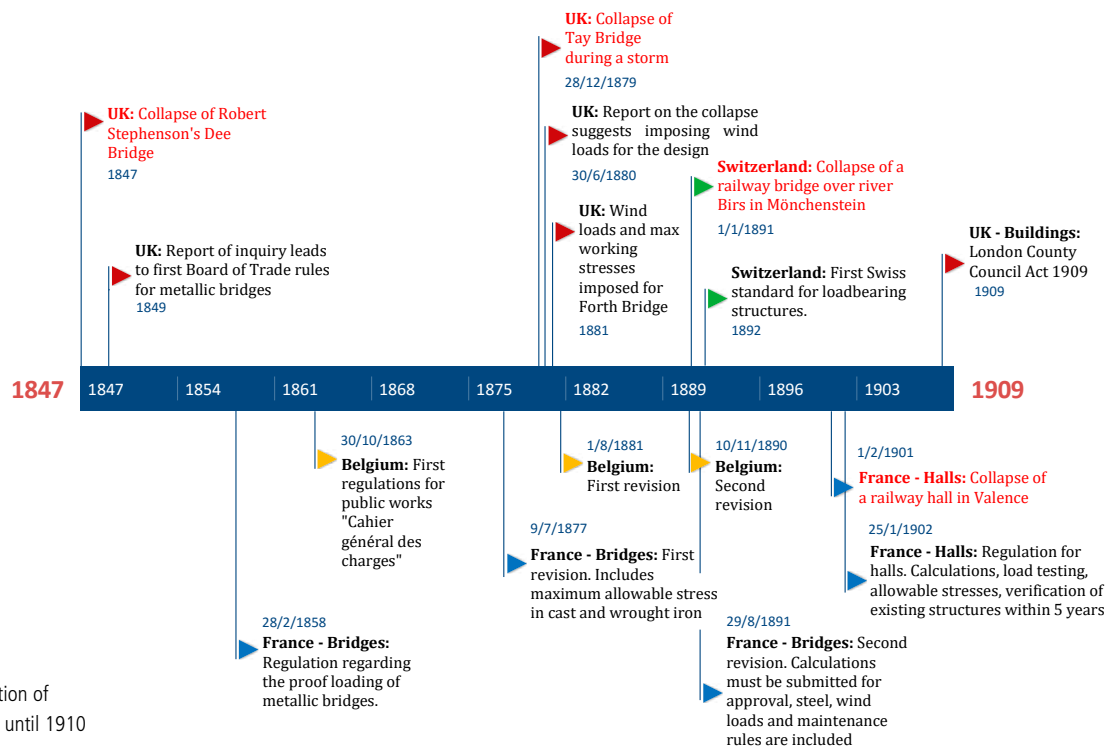 UK: Collapse of
Tay Bridge
during a storm
28/12/1879
UK: Collapse of Robert
Stephenson's Dee
Bridge
1847
UK: Report on the collapse
suggests imposing wind
loads for the design
30/6/1880
Switzerland: Collapse of a
railway bridge over river
Birs in Mönchenstein
1/1/1891
UK: Wind
loads and max
working
stresses
imposed for
Forth Bridge
1881
UK - Buildings:
London County
Council Act 1909
1909
UK: Report of inquiry leads
to first Board of Trade rules
for metallic bridges
1849
Switzerland: First Swiss
standard for loadbearing
structures.
1892
1847 1847 1854 1861 1868 1875 1882 1889 1896 1903 1909
30/10/1863
Belgium: First
regulations for
public works
"Cahier
général des
charges"
1/8/1881
Belgium:
First revision
10/11/1890
Belgium:
Second
revision
1/2/1901
France - Halls: Collapse of
a railway hall in Valence
9/7/1877
France - Bridges: First
revision. Includes
maximum allowable stress
in cast and wrought iron
25/1/1902
France - Halls: Regulation for
halls. Calculations, load testing,
allowable stresses, verification of
existing structures within 5 years
28/2/1858
France - Bridges:
Regulation regarding
the proof loading of
metallic bridges.
29/8/1891
France - Bridges: Second
revision. Calculations
must be submitted for
approval, steel, wind
loads and maintenance
rules are included
tion of
until 1910